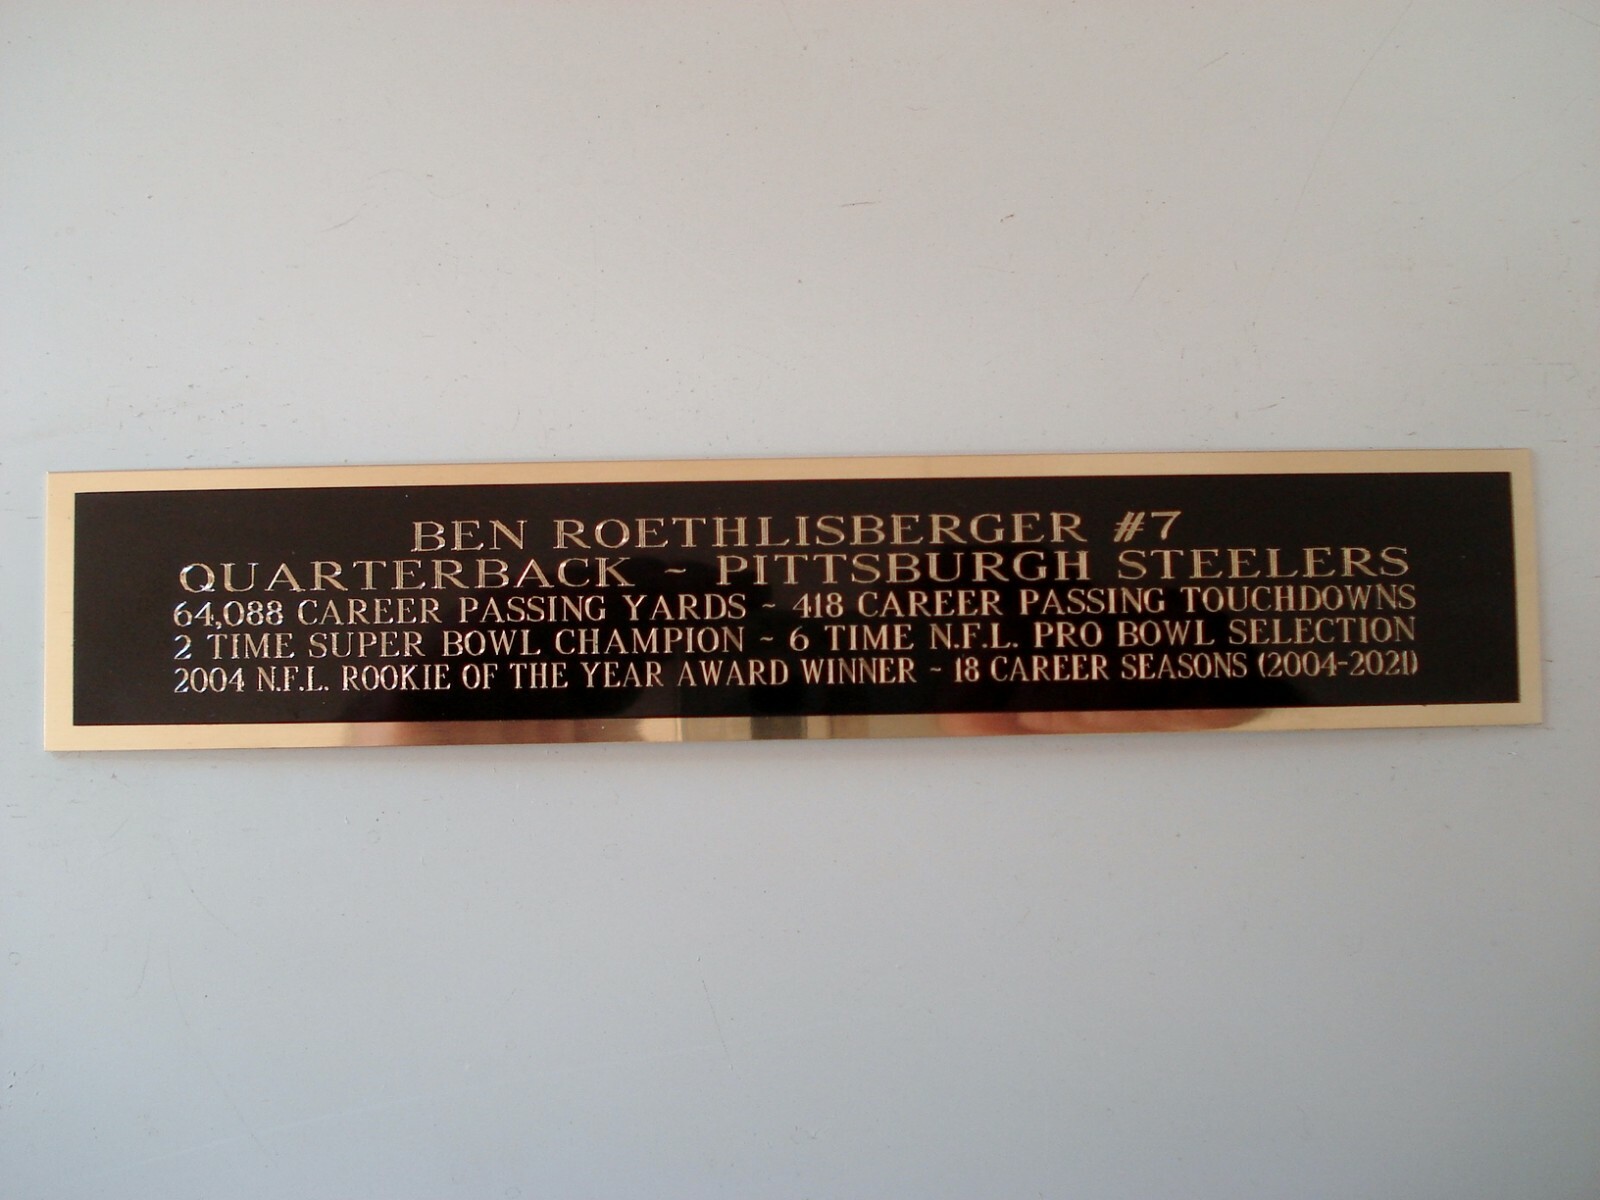 BEN ROETHLISBERGER #7
QUARTERBACK ~ PITTSBURGH STEELERS
64,088 CAREER PASSING YARDS ~ 418 CAREER PASSING TOUCHDOWNS
2 TIME SUPER BOWL CHAMPION ~ 6 TIME N.F.L. PRO BOWL SELECTION
2004 N.F.L. ROOKIE OF THE YEAR AWARD WINNER ~ 18 CAREER SEASONS (2004-2021)